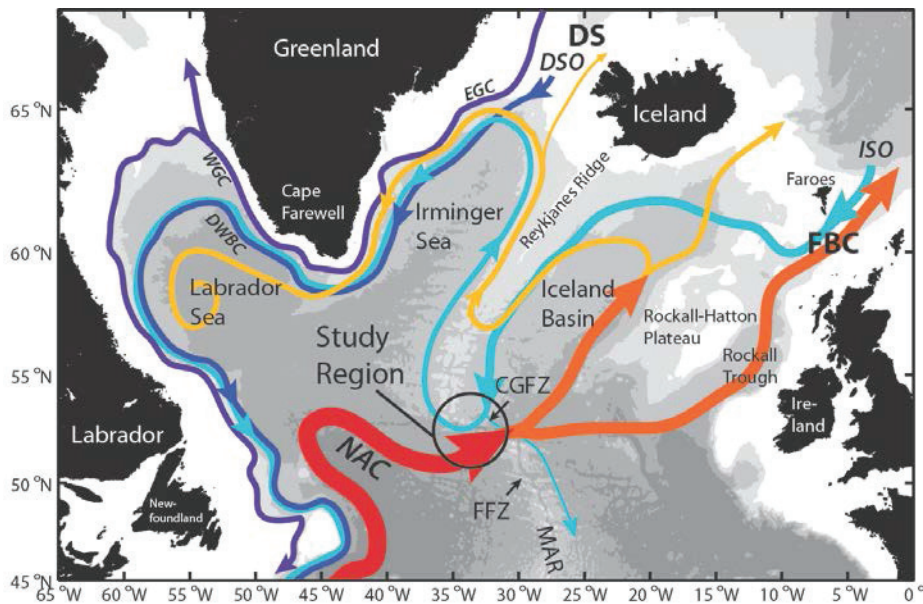 Greenland
DS
DSO
EGC
65 °N
Iceland
ISO
WGC
Faroes
Cape
Farewell
Irminger
Sea
Reykjanes Ridge
FBC
60 °N
DWBC
Labrador
Sea
Iceland
Basin
Rockall-Hatton
Plateau
Study
Region
Rockall
Trough
55 °N
CGFZ
Ire-
land
Labrador
NAC
50 °N
New-
foundland
FFZ
MAR
45 °N
65 °W 60 °W 55 °W 50 °W 45 °W 40 °W 35 °W 30 °W 25 °W 20 °W 15 °W 10 °W 5 °W 0